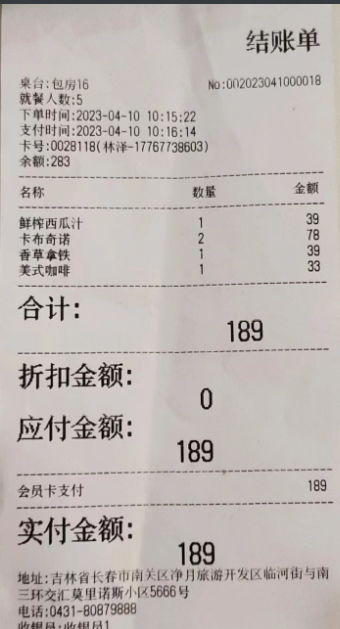 结账单
桌台:包房16 No:002023041000018
就餐人数:5
下单时间:2023-04-10 10:15:22
支付时间:2023-04-10 10:16:14
卡号:0028118(林泽-17767738603)
余额:283
名称 数量 金额
鲜榨西瓜汁 1 39
卡布奇诺 2 78
香草拿铁 1 39
美式咖啡 1 33
合计:
189
折扣金额:
0
应付金额:
189
会员卡支付 189
实付金额:
189
地址:吉林省长春市南关区净月旅游开发区临河街与南
三环交汇莫里诺斯小区5666号
电话:0431-80879888
收银员:收银员1